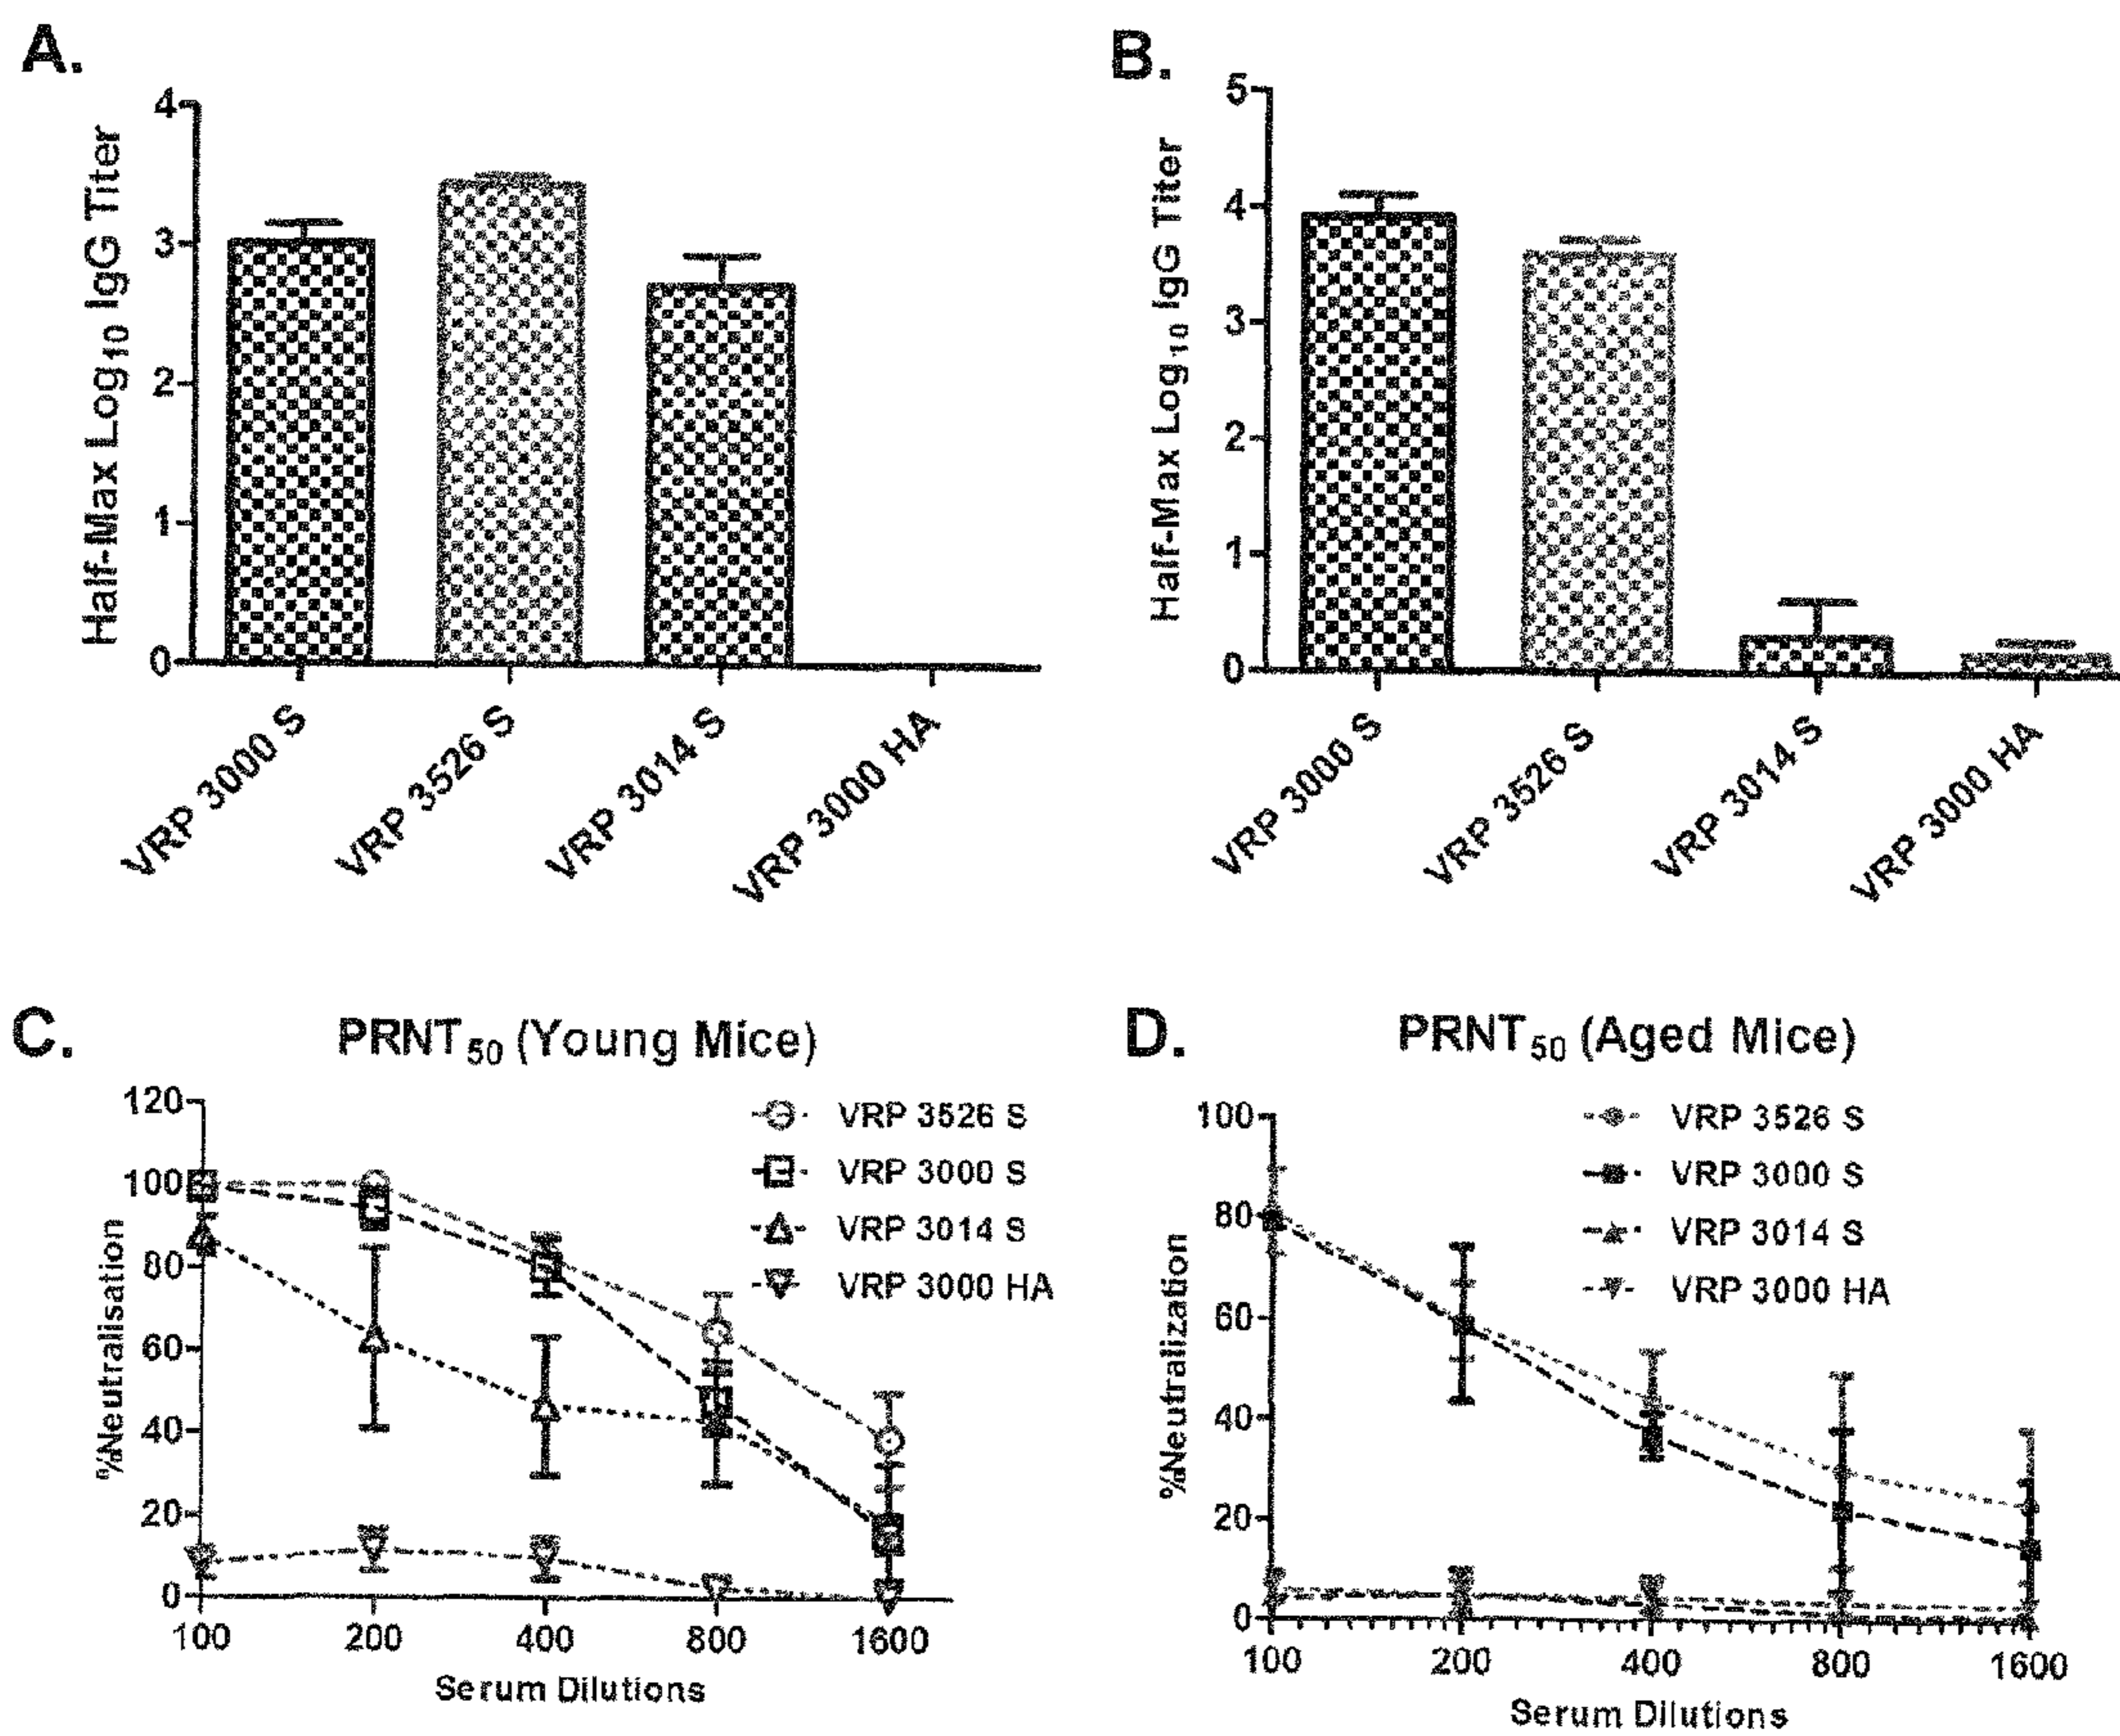 A.
Half-Max Log10 IgG Titer
4
3
2
1
0
VRP 3000 S
VRP 3526 S
VRP 3014 S
VRP 3000 HA
B.
Half-Max Log10 IgG Titer
5
4
3
2
1
0
VRP 3000 S
VRP 3526 S
VRP 3014 S
VRP 3000 HA
C.
PRNT50 (Young Mice)
%Neutralisation
120
100
80
60
40
20
0
VRP 3526 S
VRP 3000 S
VRP 3014 S
VRP 3000 HA
100 200 400 800 1600
Serum Dilutions
D.
PRNT50 (Aged Mice)
%Neutralization
100
80
60
40
20
0
VRP 3526 S
VRP 3000 S
VRP 3014 S
VRP 3000 HA
100 200 400 800 1600
Serum Dilutions